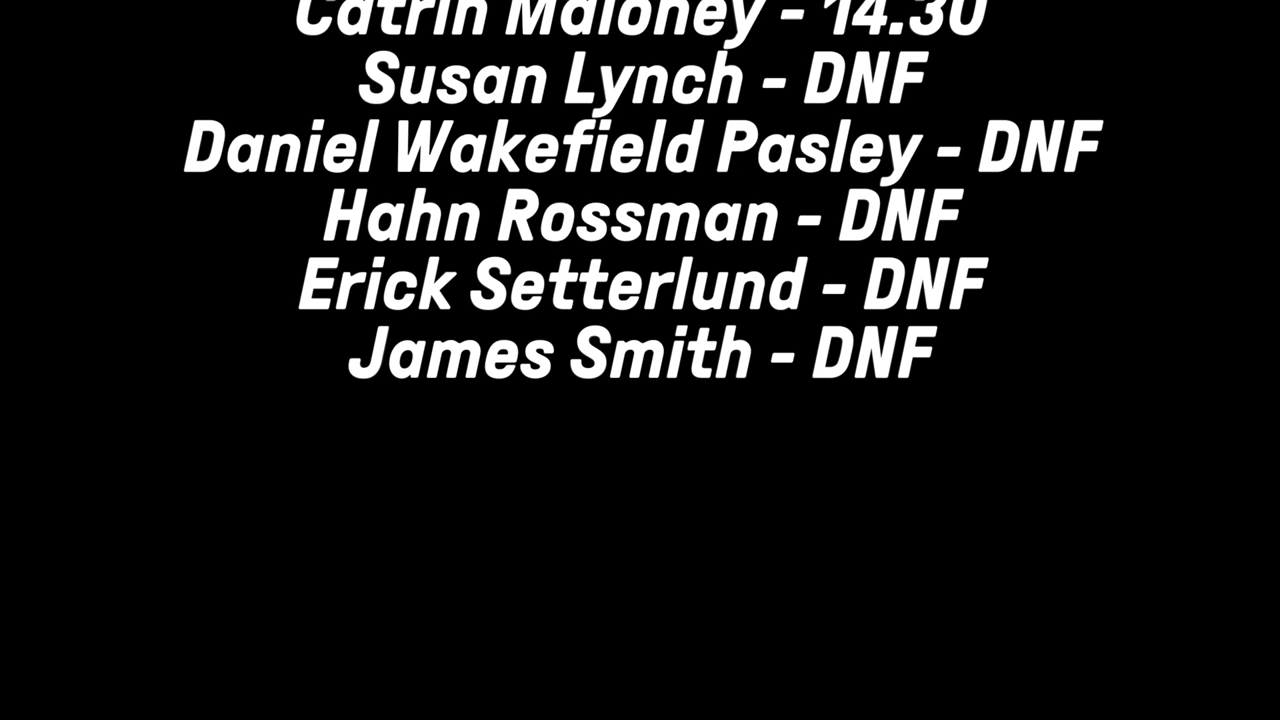 Catrin Maloney - 14.30
Susan Lynch - DNF
Daniel Wakefield Pasley - DNF
Hahn Rossman - DNF
Erick Setterlund - DNF
James Smith - DNF